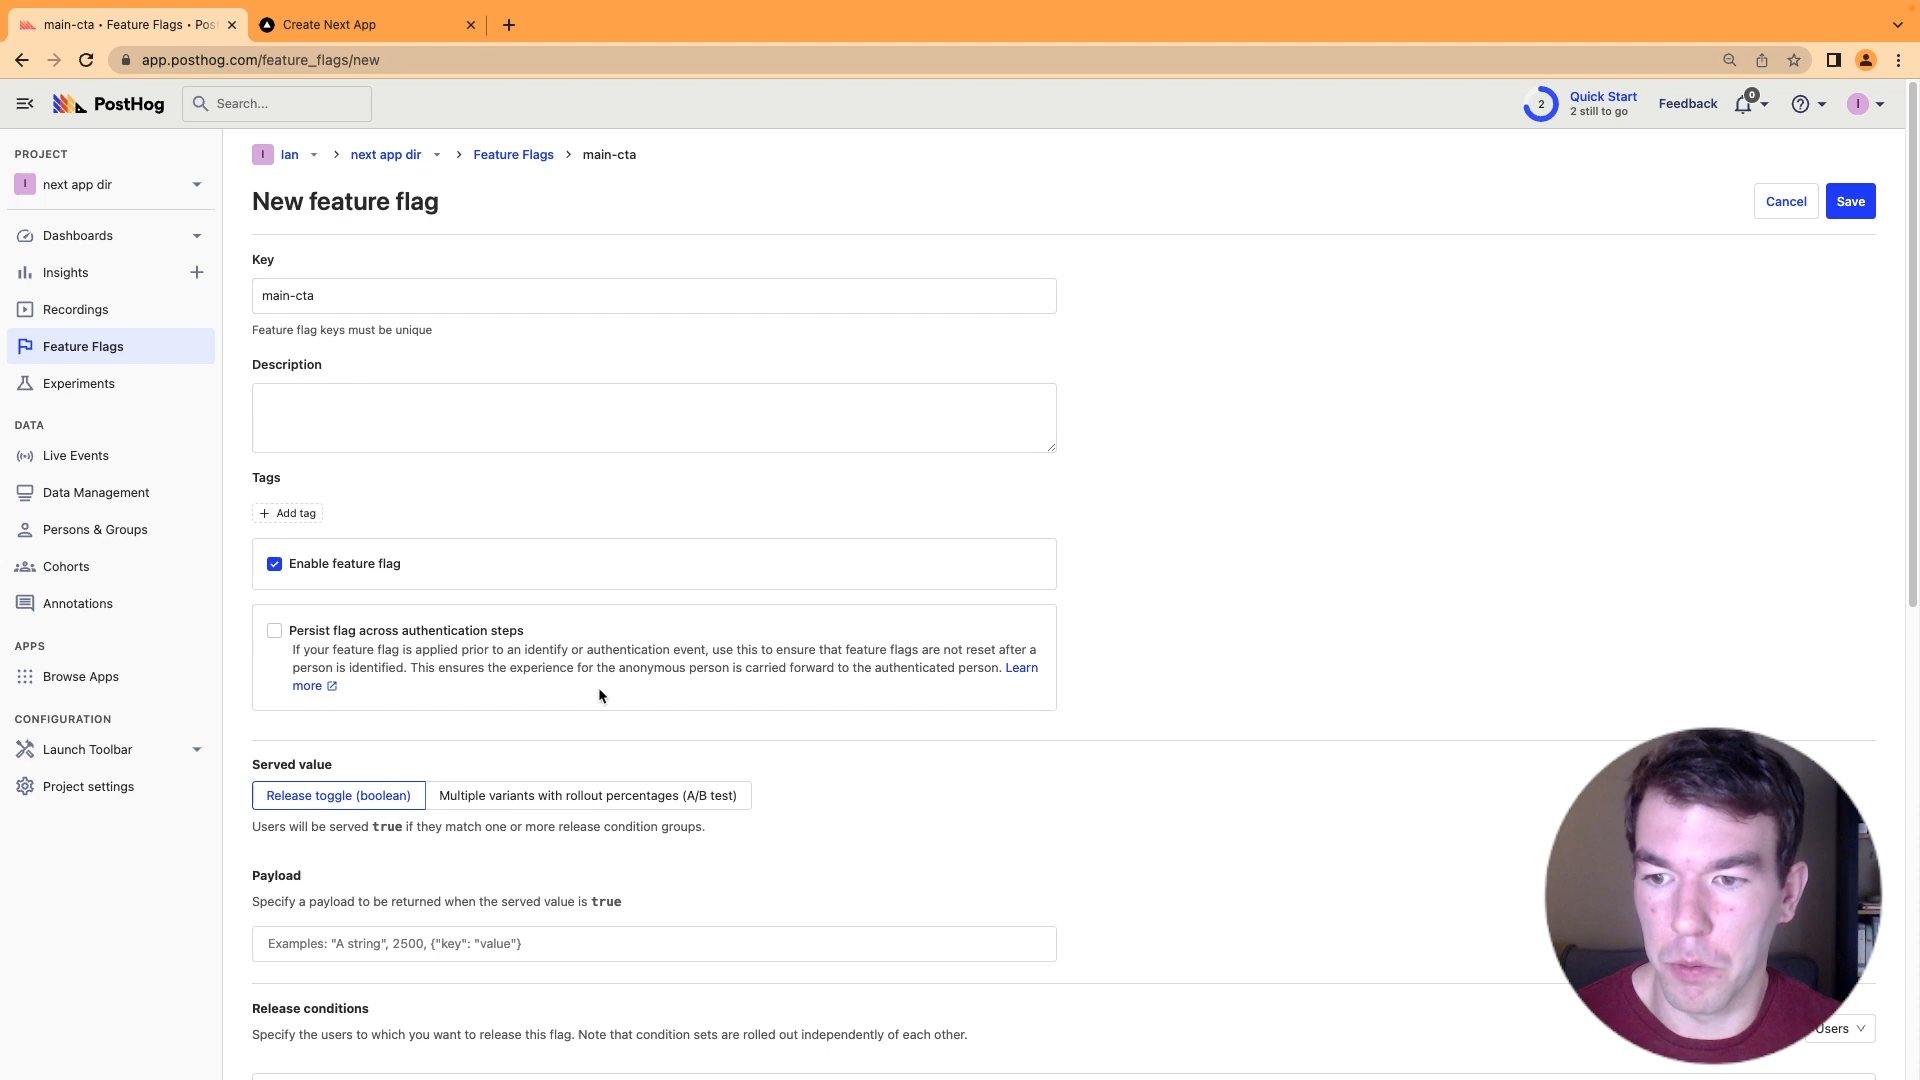 main-cta • Feature Flags • Pos
Create Next App
app.posthog.com/feature_flags/new
PostHog
Search...
2
Quick Start
2 still to go
Feedback
0
I
PROJECT
I
next app dir
Dashboards
Insights
Recordings
Feature Flags
Experiments
DATA
Live Events
Data Management
Persons & Groups
Cohorts
Annotations
APPS
Browse Apps
CONFIGURATION
Launch Toolbar
Project settings
I Ian > next app dir > Feature Flags > main-cta
New feature flag
Cancel
Save
Key
main-cta
Feature flag keys must be unique
Description
Tags
+ Add tag
Enable feature flag
Persist flag across authentication steps
If your feature flag is applied prior to an identify or authentication event, use this to ensure that feature flags are not reset after a
person is identified. This ensures the experience for the anonymous person is carried forward to the authenticated person. Learn
more
Served value
Release toggle (boolean)
Multiple variants with rollout percentages (A/B test)
Users will be served true if they match one or more release condition groups.
Payload
Specify a payload to be returned when the served value is true
Examples: "A string", 2500, {"key": "value"}
Release conditions
Specify the users to which you want to release this flag. Note that condition sets are rolled out independently of each other.
Users